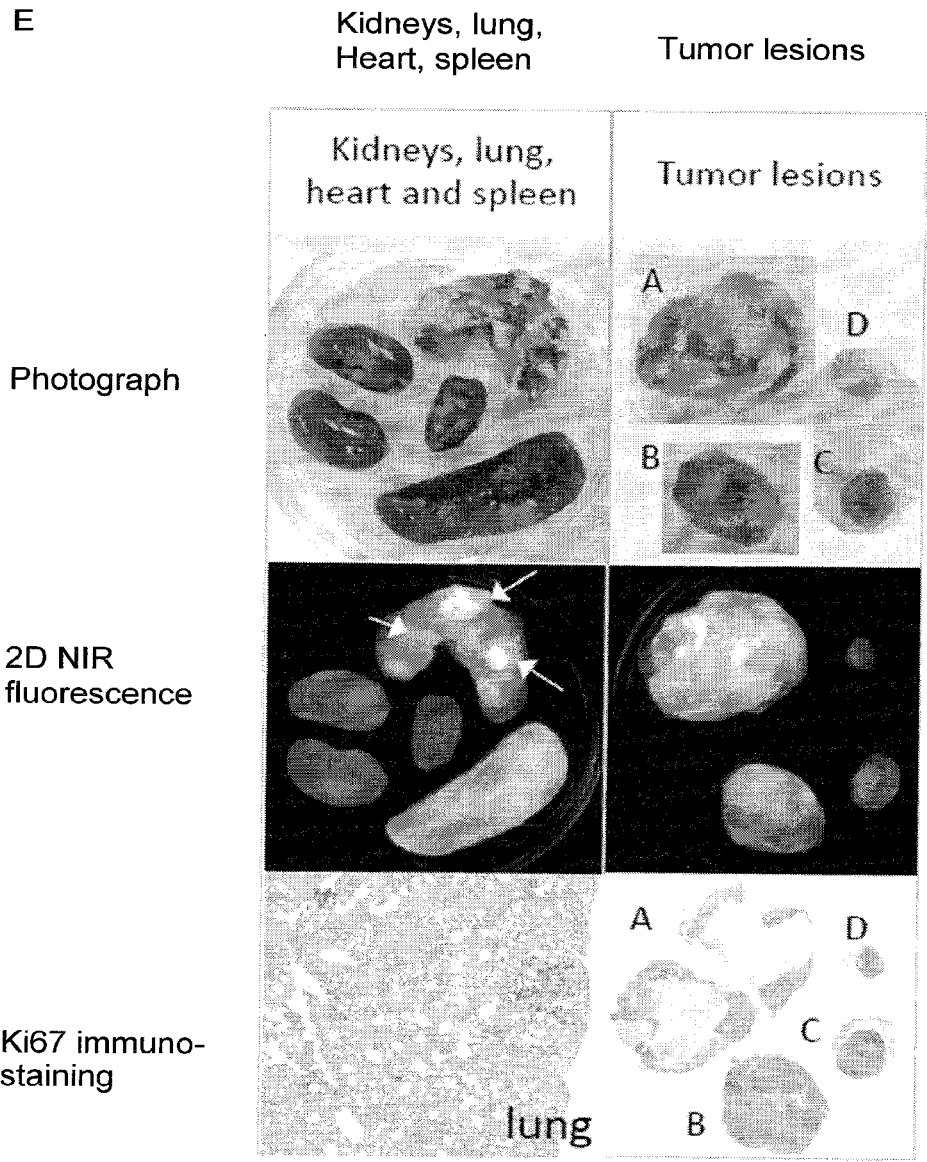 E
Kidneys, lung,
Heart, spleen
Tumor lesions
Kidneys, lung,
heart and spleen
Tumor lesions
Photograph
A
D
B
C
2D NIR
fluorescence
Ki67 immuno-
staining
lung
A
D
C
B